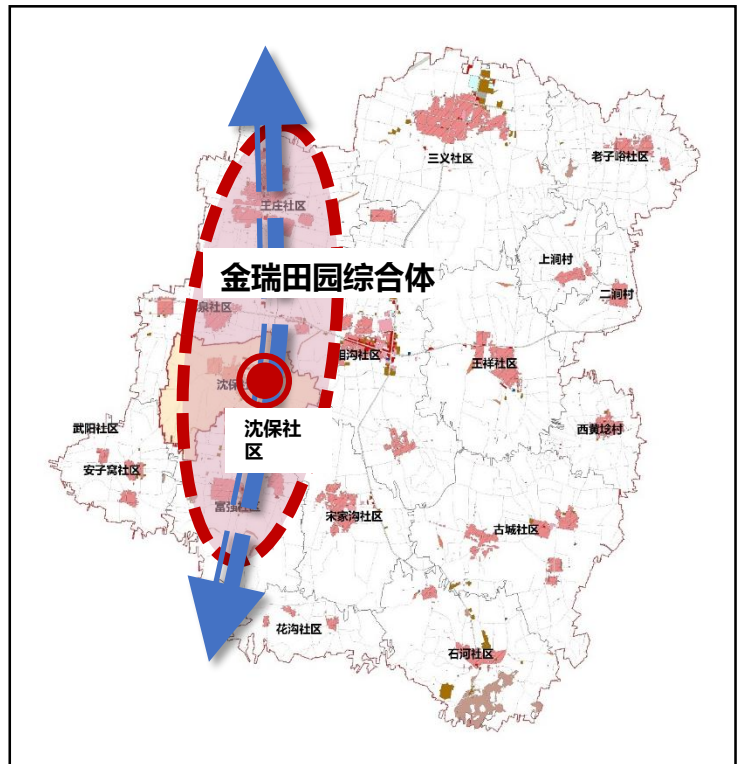 三义社区
老子峪社区
王庄社区
上涧村
金瑞田园综合体
二涧村
泉社区
相沟社区
王祥社区
沈保
沈保社
区
武阳社区
西黄埝村
安子窝社区
富强社区
宋家沟社区
古城社区
花沟社区
石河社区